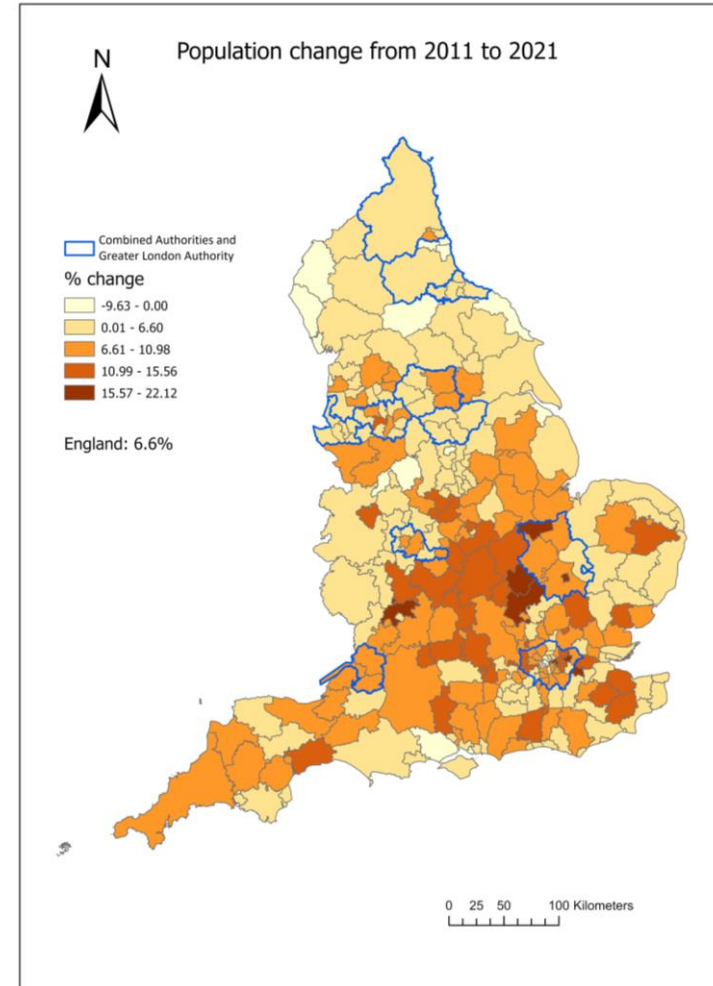 Population change from 2011 to 2021
N
Combined Authorities and
Greater London Authority
% change
-9.63 - 0.00
0.01 - 6.60
6.61 - 10.98
10.99 - 15.56
15.57 - 22.12
England: 6.6%
0 25 50 100 Kilometers